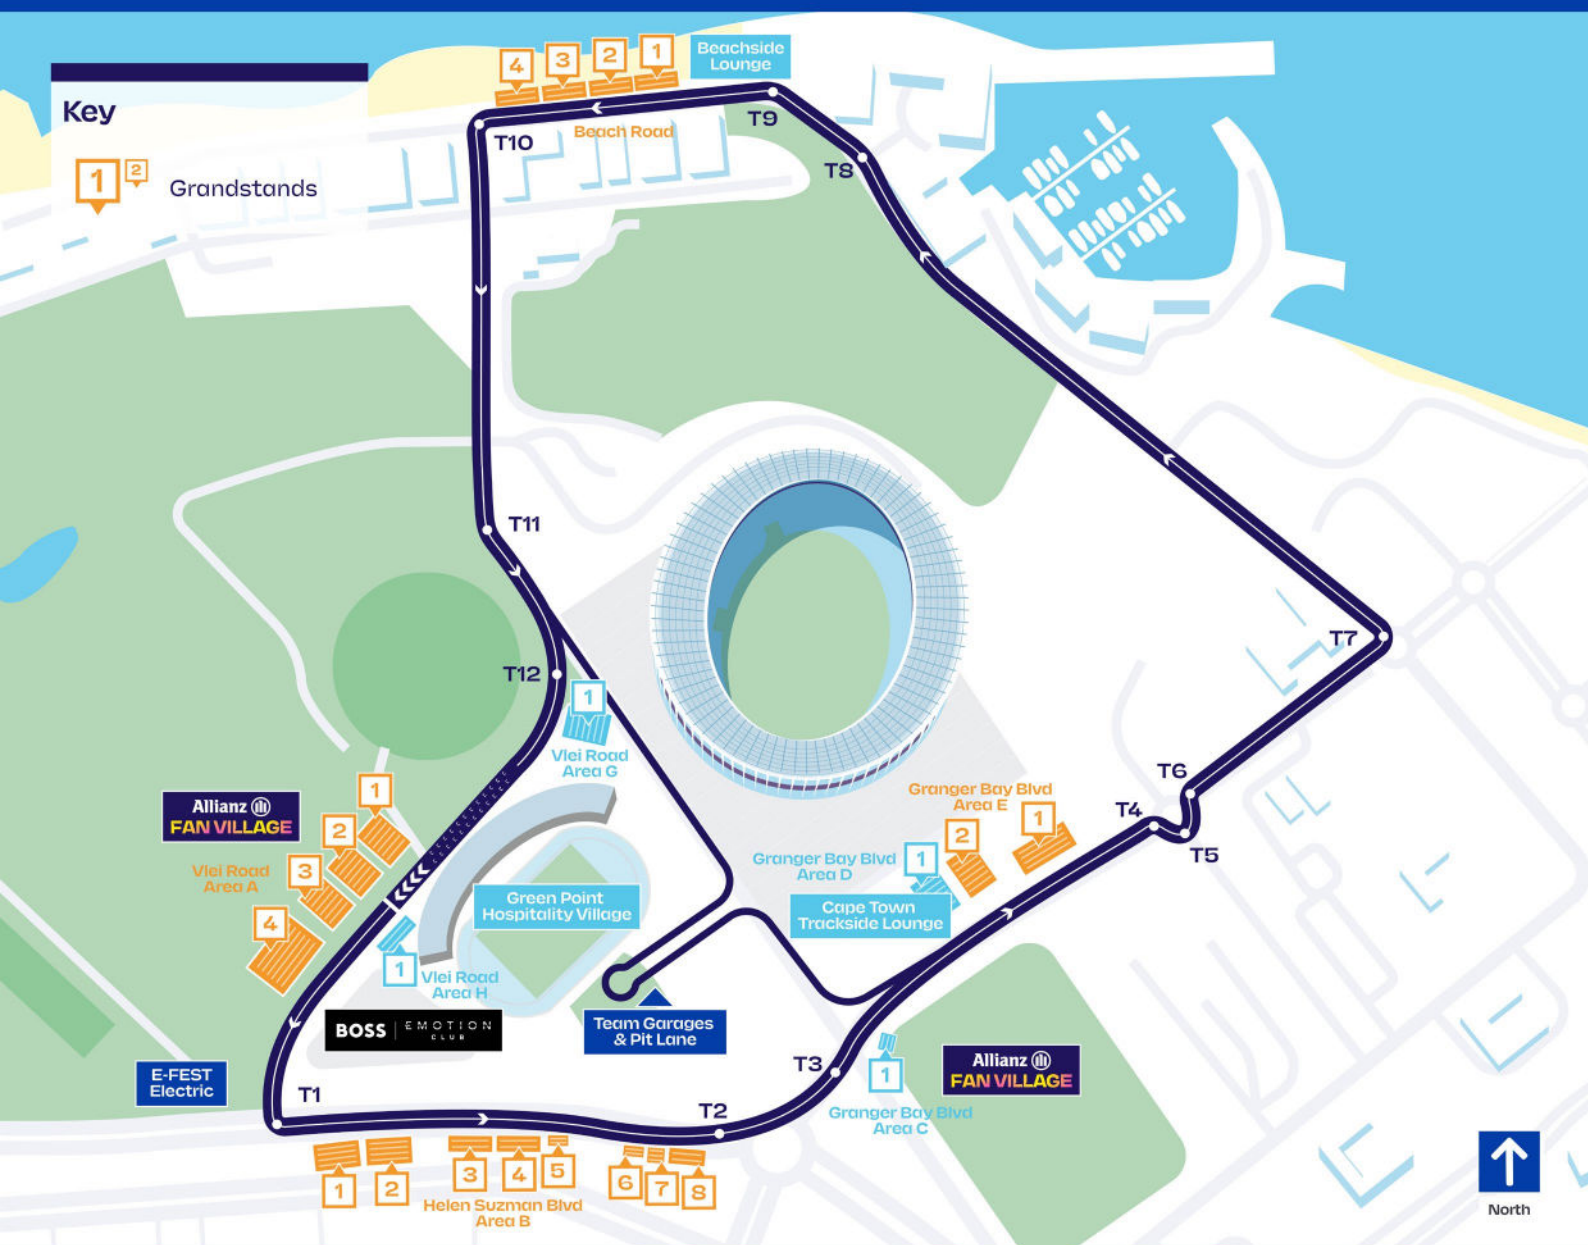 Key
1
2
Grandstands
4
3
2
1
Beachside
Lounge
Beach Road
T10
T9
T8
T11
T12
1
Vlei Road
Area G
T7
T6
T4
T5
Allianz
FAN VILLAGE
1
2
3
4
Vlei Road
Area A
Granger Bay Blvd
Area E
2
1
Granger Bay Blvd
Area D
1
Cape Town
Trackside Lounge
Green Point
Hospitality Village
1
Vlei Road
Area H
BOSS
EMOTION
CLUB
Team Garages
& Pit Lane
T3
1
Granger Bay Blvd
Area C
Allianz
FAN VILLAGE
E-FEST
Electric
T1
T2
1
2
3
4
5
6
7
8
Helen Suzman Blvd
Area B
North